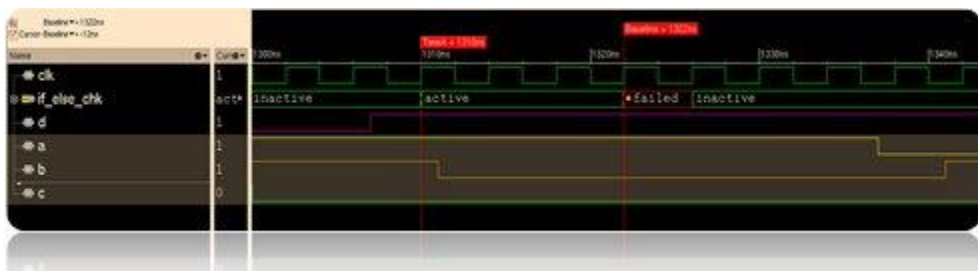 Baseline = 1322ns
Cursor-Baseline = -12ns
Baseline = 1322ns
TimeA = 1310ns
Name
1300ns
1310ns
1320ns
1330ns
1340ns
clk 1
if_else_chk act inactive active failed inactive
d 1
a 1
b 1
c 0